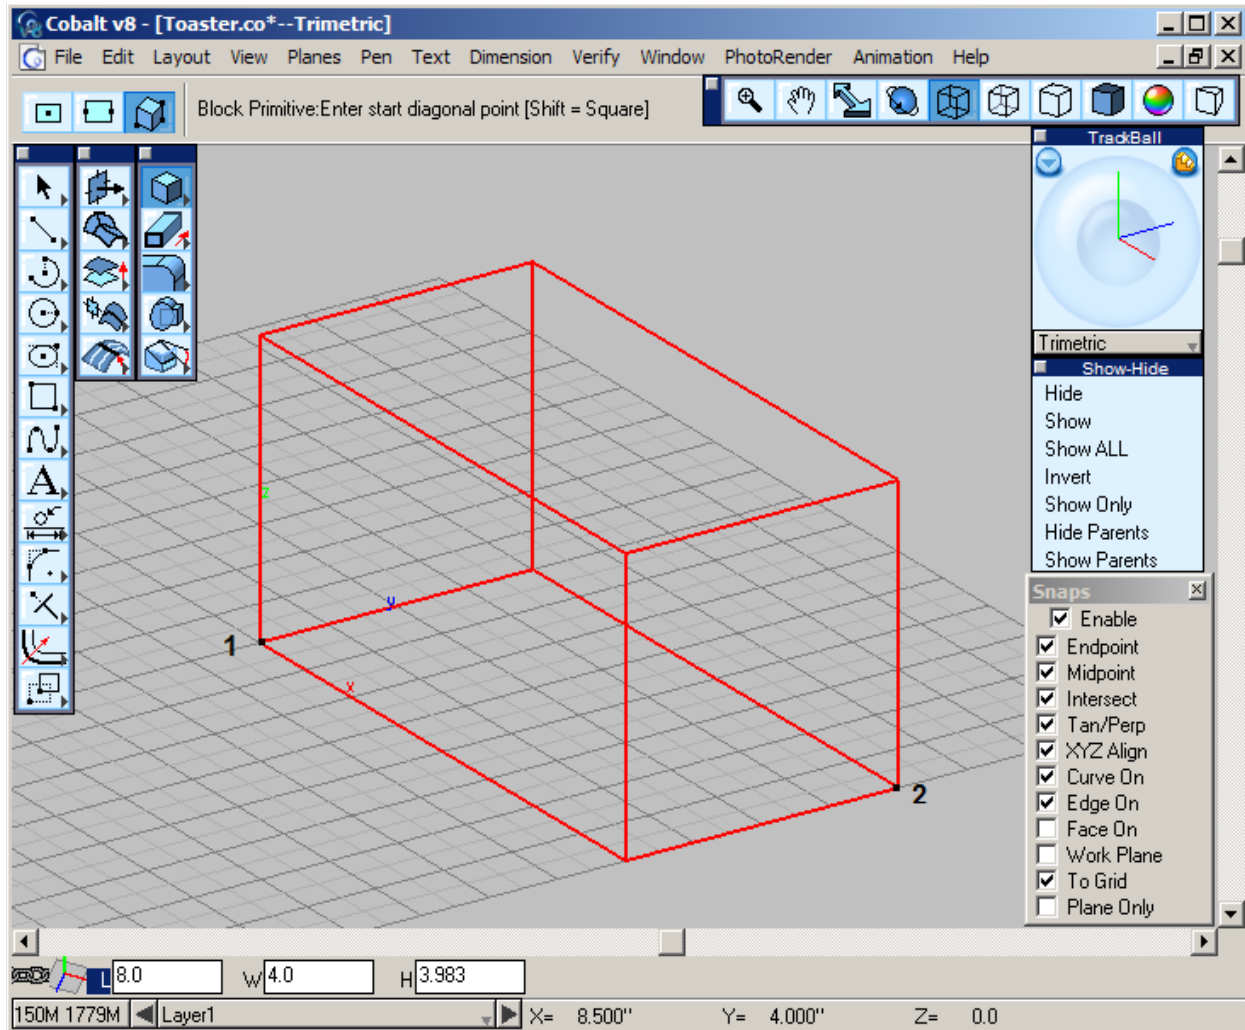 Cobalt v8 - [Toaster.co*--Trimetric]
File Edit Layout View Planes Pen Text Dimension Verify Window PhotoRender Animation Help
Block Primitive:Enter start diagonal point [Shift = Square]
TrackBall
Trimetric
Show-Hide
Hide
Show
Show ALL
Invert
Show Only
Hide Parents
Show Parents
Snaps
Enable
Endpoint
Midpoint
Intersect
Tan/Perp
XYZ Align
Curve On
Edge On
Face On
Work Plane
To Grid
Plane Only
A
z
y
1
x
2
L 8.0 W 4.0 H 3.983
150M 1779M Layer1 X= 8.500" Y= 4.000" Z= 0.0